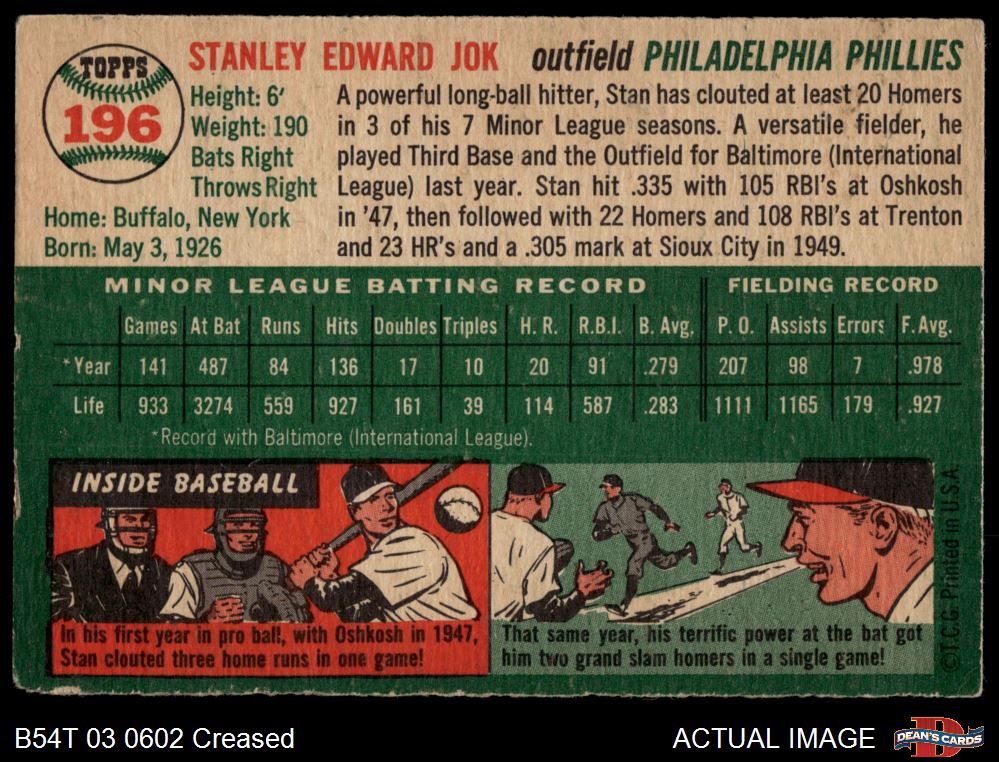 TOPPS
196
STANLEY EDWARD JOK outfield PHILADELPHIA PHILLIES
Height: 6'
Weight: 190
Bats Right
Throws Right
Home: Buffalo, New York
Born: May 3, 1926
A powerful long-ball hitter, Stan has clouted at least 20 Homers
in 3 of his 7 Minor League seasons. A versatile fielder, he
played Third Base and the Outfield for Baltimore (International
League) last year. Stan hit .335 with 105 RBI's at Oshkosh
in '47, then followed with 22 Homers and 108 RBI's at Trenton
and 23 HR's and a .305 mark at Sioux City in 1949.
MINOR LEAGUE BATTING RECORD FIELDING RECORD
Games At Bat Runs Hits Doubles Triples H. R. R.B.I. B. Avg. P. O. Assists Errors F. Avg.
*Year 141 487 84 136 17 10 20 91 .279 207 98 7 .978
Life 933 3274 559 927 161 39 114 587 .283 1111 1165 179 .927
*Record with Baltimore (International League).
INSIDE BASEBALL
In his first year in pro ball, with Oshkosh in 1947,
Stan clouted three home runs in one game!
That same year, his terrific power at the bat got
him two grand slam homers in a single game!
©T.C.G. Printed in U.S.A.
B54T 03 0602 Creased
ACTUAL IMAGE
DEAN'S CARDS